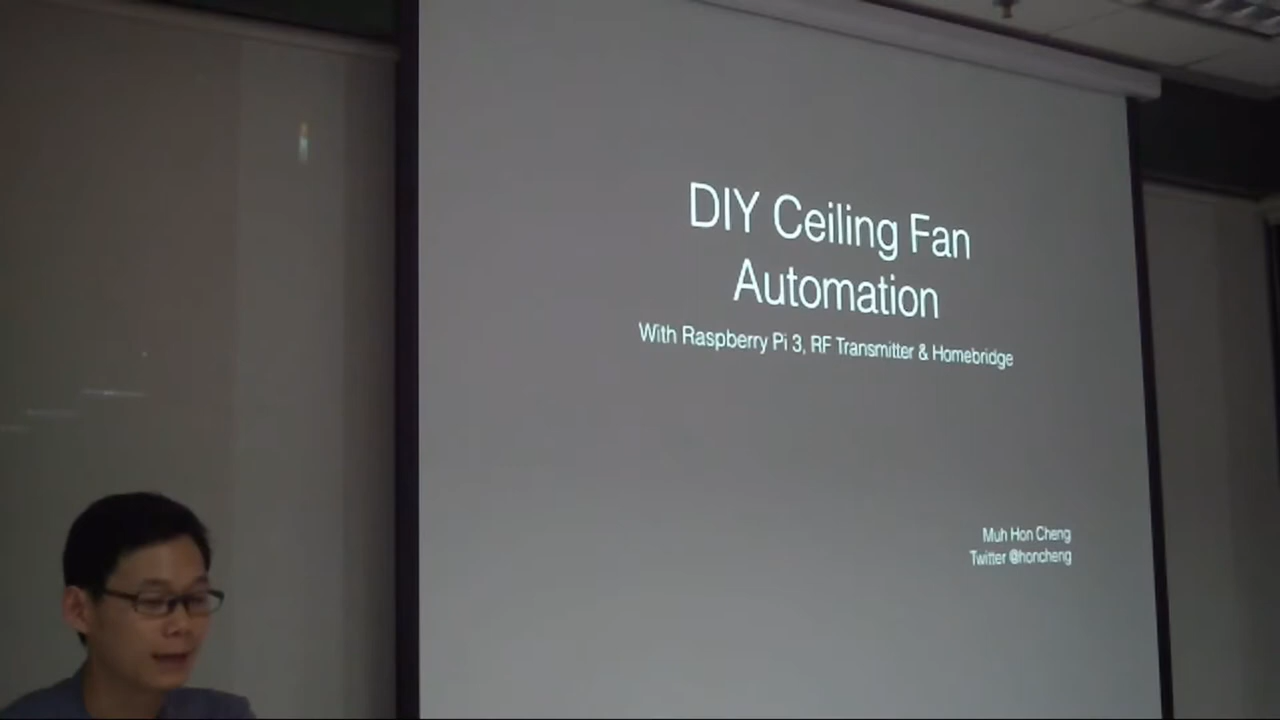 DIY Ceiling Fan
Automation
With Raspberry Pi 3, RF Transmitter & Homebridge
Muh Hon Cheng
Twitter @honcheng